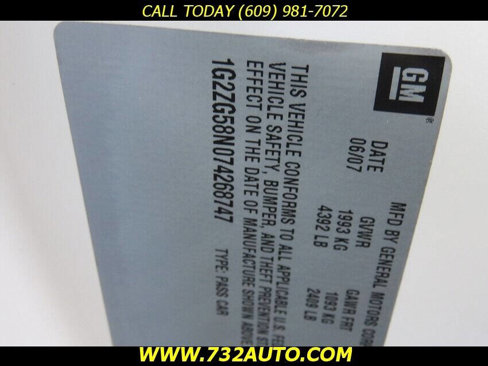 CALL TODAY (609) 981-7072
GM
MFD BY GENERAL MOTORS CORP
DATE GVWR GAWR FRT
06/07 1993 KG 1093 KG
4392 LB 2409 LB
THIS VEHICLE CONFORMS TO ALL APPLICABLE U.S. FE
VEHICLE SAFETY, BUMPER, AND THEFT PREVENTION S
EFFECT ON THE DATE OF MANUFACTURE SHOWN ABOVE
1G2ZG58N074268747 TYPE: PASS CAR
WWW.732AUTO.COM